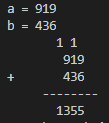 a = 919
b = 436
      1 1
       919
+      436
    --------
      1355